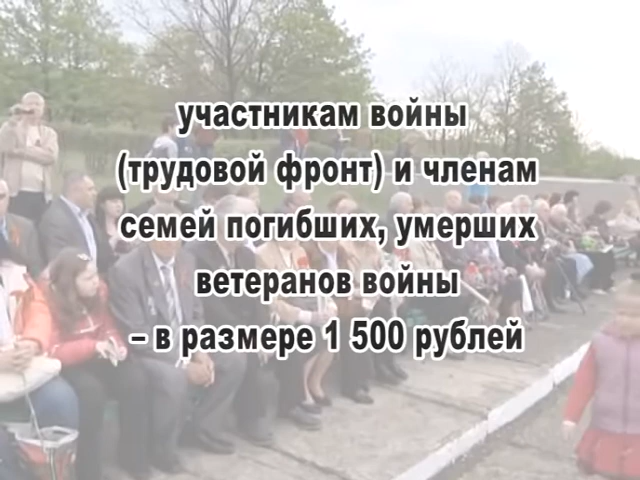 участникам войны
(трудовой фронт) и членам
семей погибших, умерших
ветеранов войны
– в размере 1 500 рублей